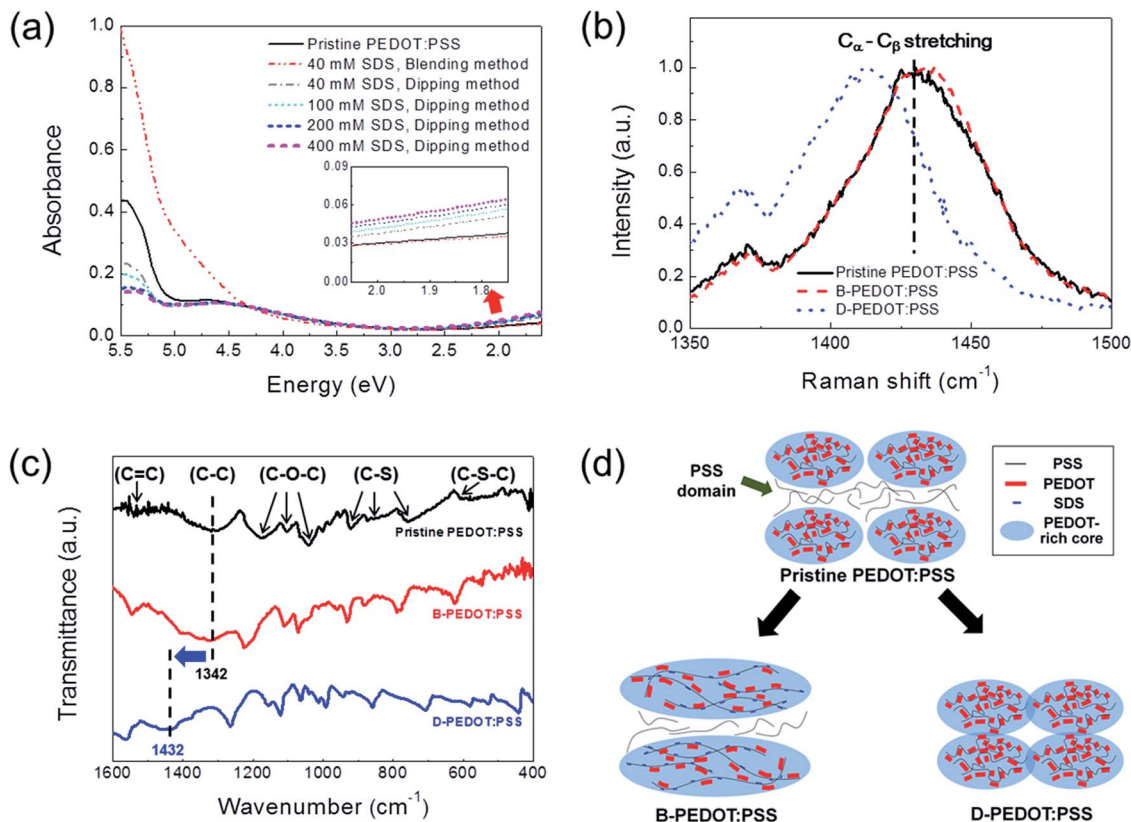 (a)
1.0
0.8
0.6
0.4
0.2
0.0
Absorbance
5.5 5.0 4.5 4.0 3.5 3.0 2.5 2.0
Energy (eV)
Pristine PEDOT:PSS
40 mM SDS, Blending method
40 mM SDS, Dipping method
100 mM SDS, Dipping method
200 mM SDS, Dipping method
400 mM SDS, Dipping method
0.09
0.06
0.03
0.00
2.0 1.9 1.8
(b)
Cα - Cβ stretching
1.0
0.8
0.6
0.4
0.2
0.0
Intensity (a.u.)
Pristine PEDOT:PSS
B-PEDOT:PSS
D-PEDOT:PSS
1350 1400 1450 1500
Raman shift (cm-1)
(c)
(C=C) (C-C) (C-O-C) (C-S) (C-S-C)
Pristine PEDOT:PSS
B-PEDOT:PSS
1342
D-PEDOT:PSS
1432
Transmittance (a.u.)
1600 1400 1200 1000 800 600 400
Wavenumber (cm-1)
(d)
PSS
domain
Pristine PEDOT:PSS
PSS
PEDOT
SDS
PEDOT-
rich core
B-PEDOT:PSS
D-PEDOT:PSS